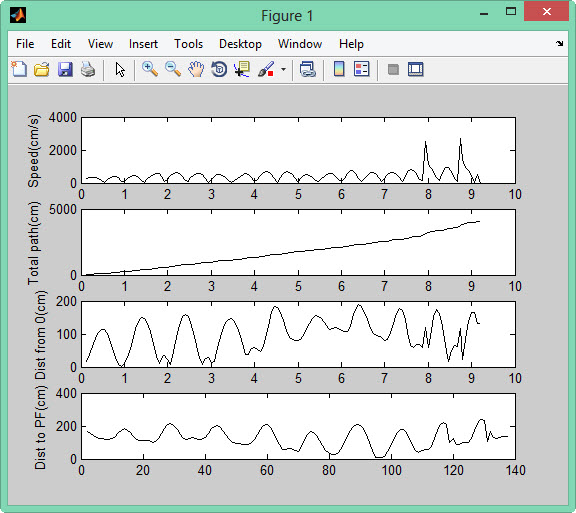 Figure 1
File Edit View Insert Tools Desktop Window Help
Speed(cm/s)
4000
2000
0
0 1 2 3 4 5 6 7 8 9 10
Total path(cm)
5000
0
0 1 2 3 4 5 6 7 8 9 10
Dist from 0(cm)
200
100
0
0 1 2 3 4 5 6 7 8 9 10
Dist to PF(cm)
400
200
0
0 20 40 60 80 100 120 140